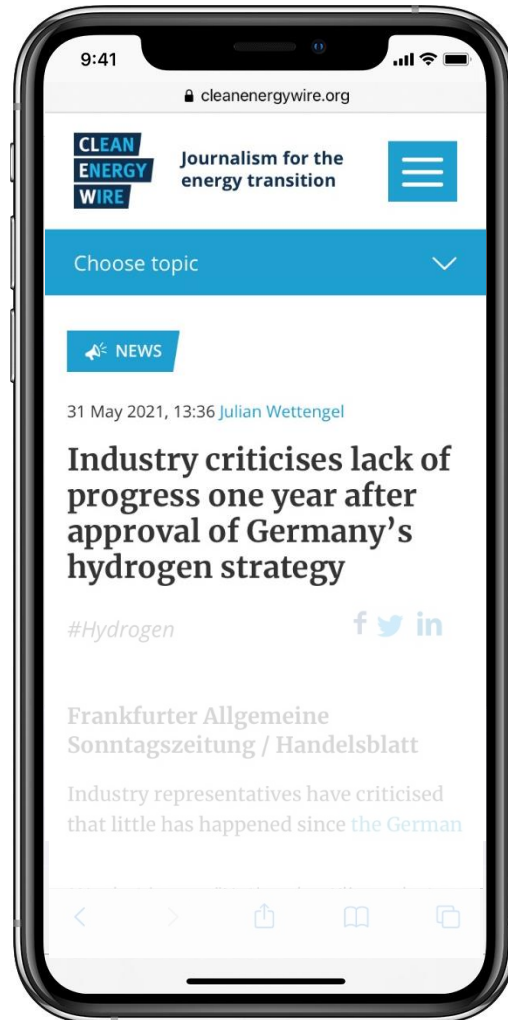 9:41
cleanenergywire.org
CLEAN
ENERGY
WIRE
Journalism for the
energy transition
Choose topic
NEWS
31 May 2021, 13:36 Julian Wettengel
Industry criticises lack of
progress one year after
approval of Germany’s
hydrogen strategy
#Hydrogen
f in
Frankfurter Allgemeine
Sonntagszeitung / Handelsblatt
Industry representatives have criticised
that little has happened since the German